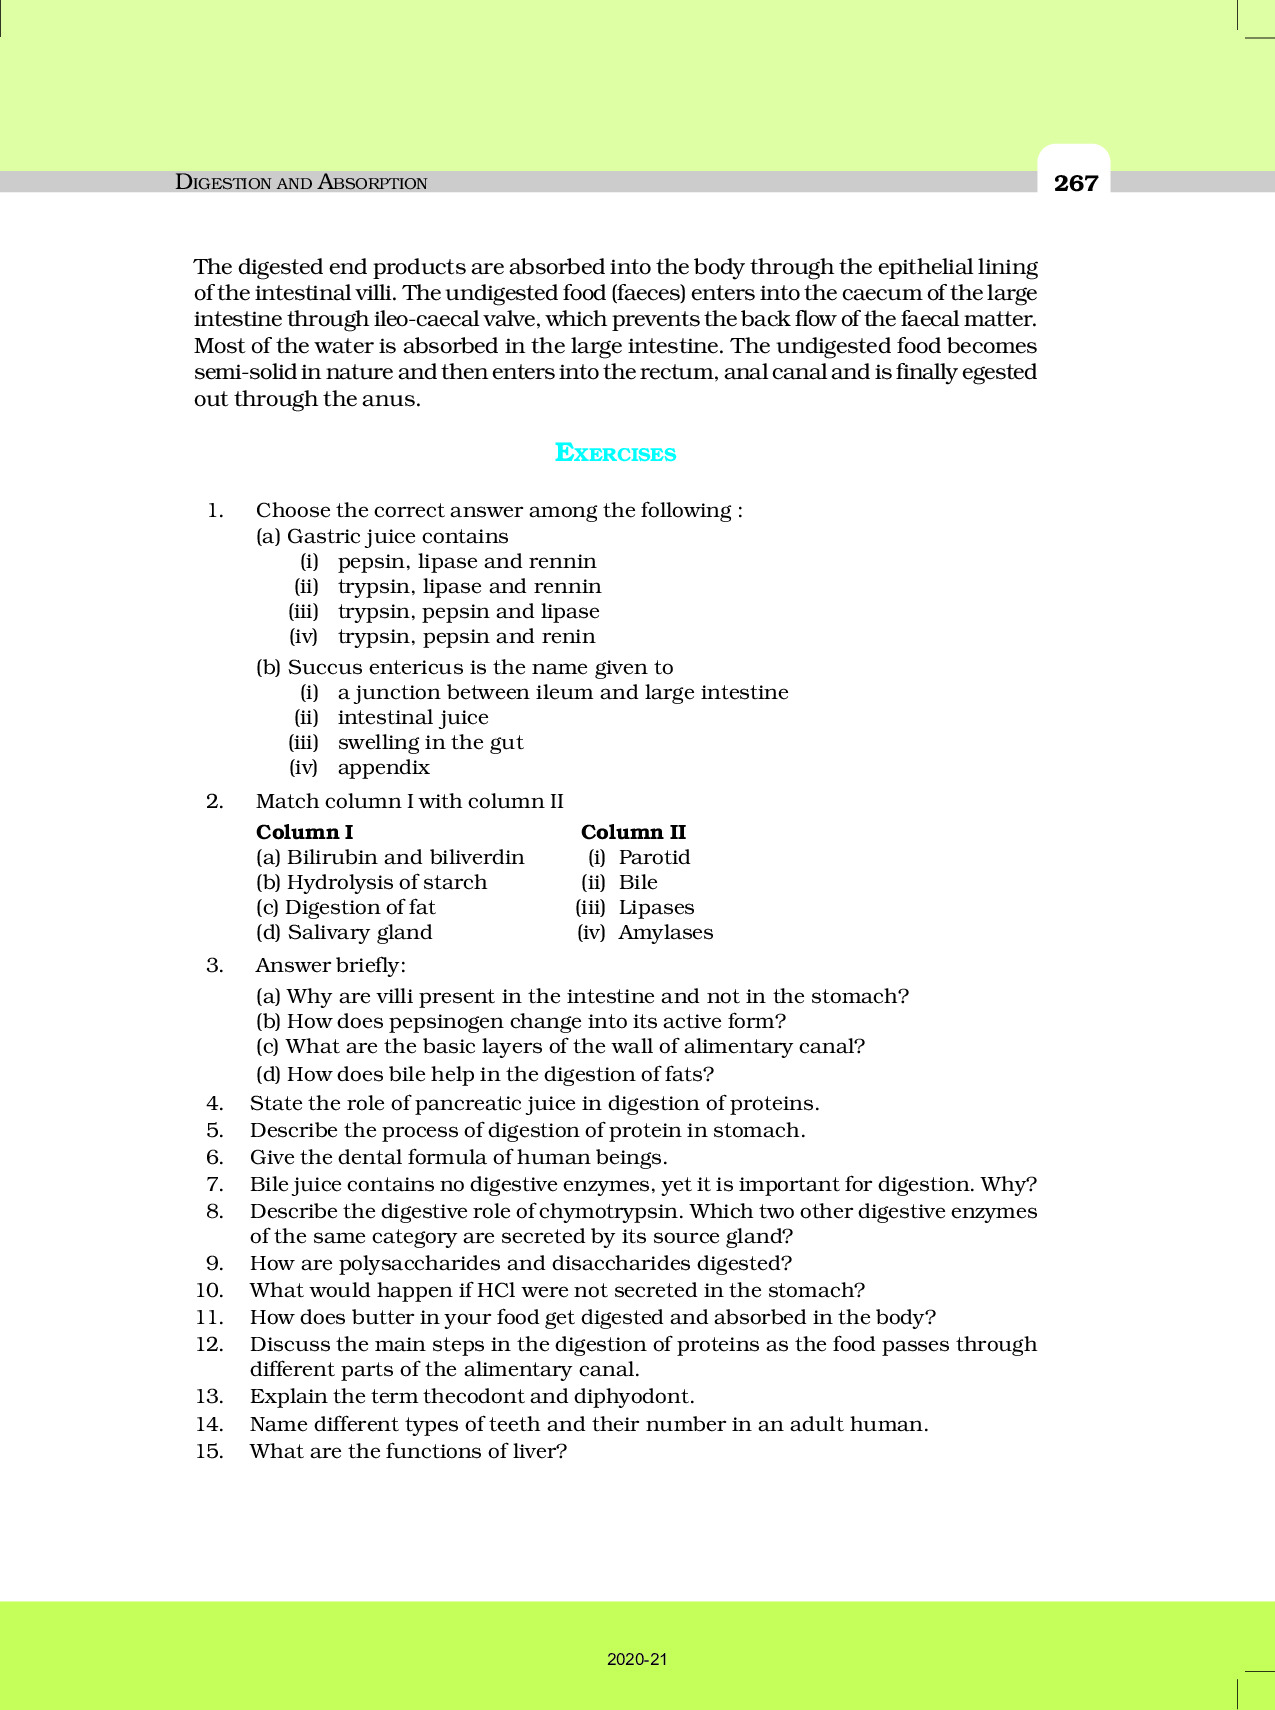 DIGESTION AND ABSORPTION
267
The digested end products are absorbed into the body through the epithelial lining
of the intestinal villi. The undigested food (faeces) enters into the caecum of the large
intestine through ileo-caecal valve, which prevents the back flow of the faecal matter.
Most of the water is absorbed in the large intestine. The undigested food becomes
semi-solid in nature and then enters into the rectum, anal canal and is finally egested
out through the anus.
EXERCISES
1. Choose the correct answer among the following :
(a) Gastric juice contains
(i) pepsin, lipase and rennin
(ii) trypsin, lipase and rennin
(iii) trypsin, pepsin and lipase
(iv) trypsin, pepsin and renin
(b) Succus entericus is the name given to
(i) a junction between ileum and large intestine
(ii) intestinal juice
(iii) swelling in the gut
(iv) appendix
2. Match column I with column II
Column I Column II
(a) Bilirubin and biliverdin (i) Parotid
(b) Hydrolysis of starch (ii) Bile
(c) Digestion of fat (iii) Lipases
(d) Salivary gland (iv) Amylases
3. Answer briefly:
(a) Why are villi present in the intestine and not in the stomach?
(b) How does pepsinogen change into its active form?
(c) What are the basic layers of the wall of alimentary canal?
(d) How does bile help in the digestion of fats?
4. State the role of pancreatic juice in digestion of proteins.
5. Describe the process of digestion of protein in stomach.
6. Give the dental formula of human beings.
7. Bile juice contains no digestive enzymes, yet it is important for digestion. Why?
8. Describe the digestive role of chymotrypsin. Which two other digestive enzymes
of the same category are secreted by its source gland?
9. How are polysaccharides and disaccharides digested?
10. What would happen if HCl were not secreted in the stomach?
11. How does butter in your food get digested and absorbed in the body?
12. Discuss the main steps in the digestion of proteins as the food passes through
different parts of the alimentary canal.
13. Explain the term thecodont and diphyodont.
14. Name different types of teeth and their number in an adult human.
15. What are the functions of liver?
2020-21